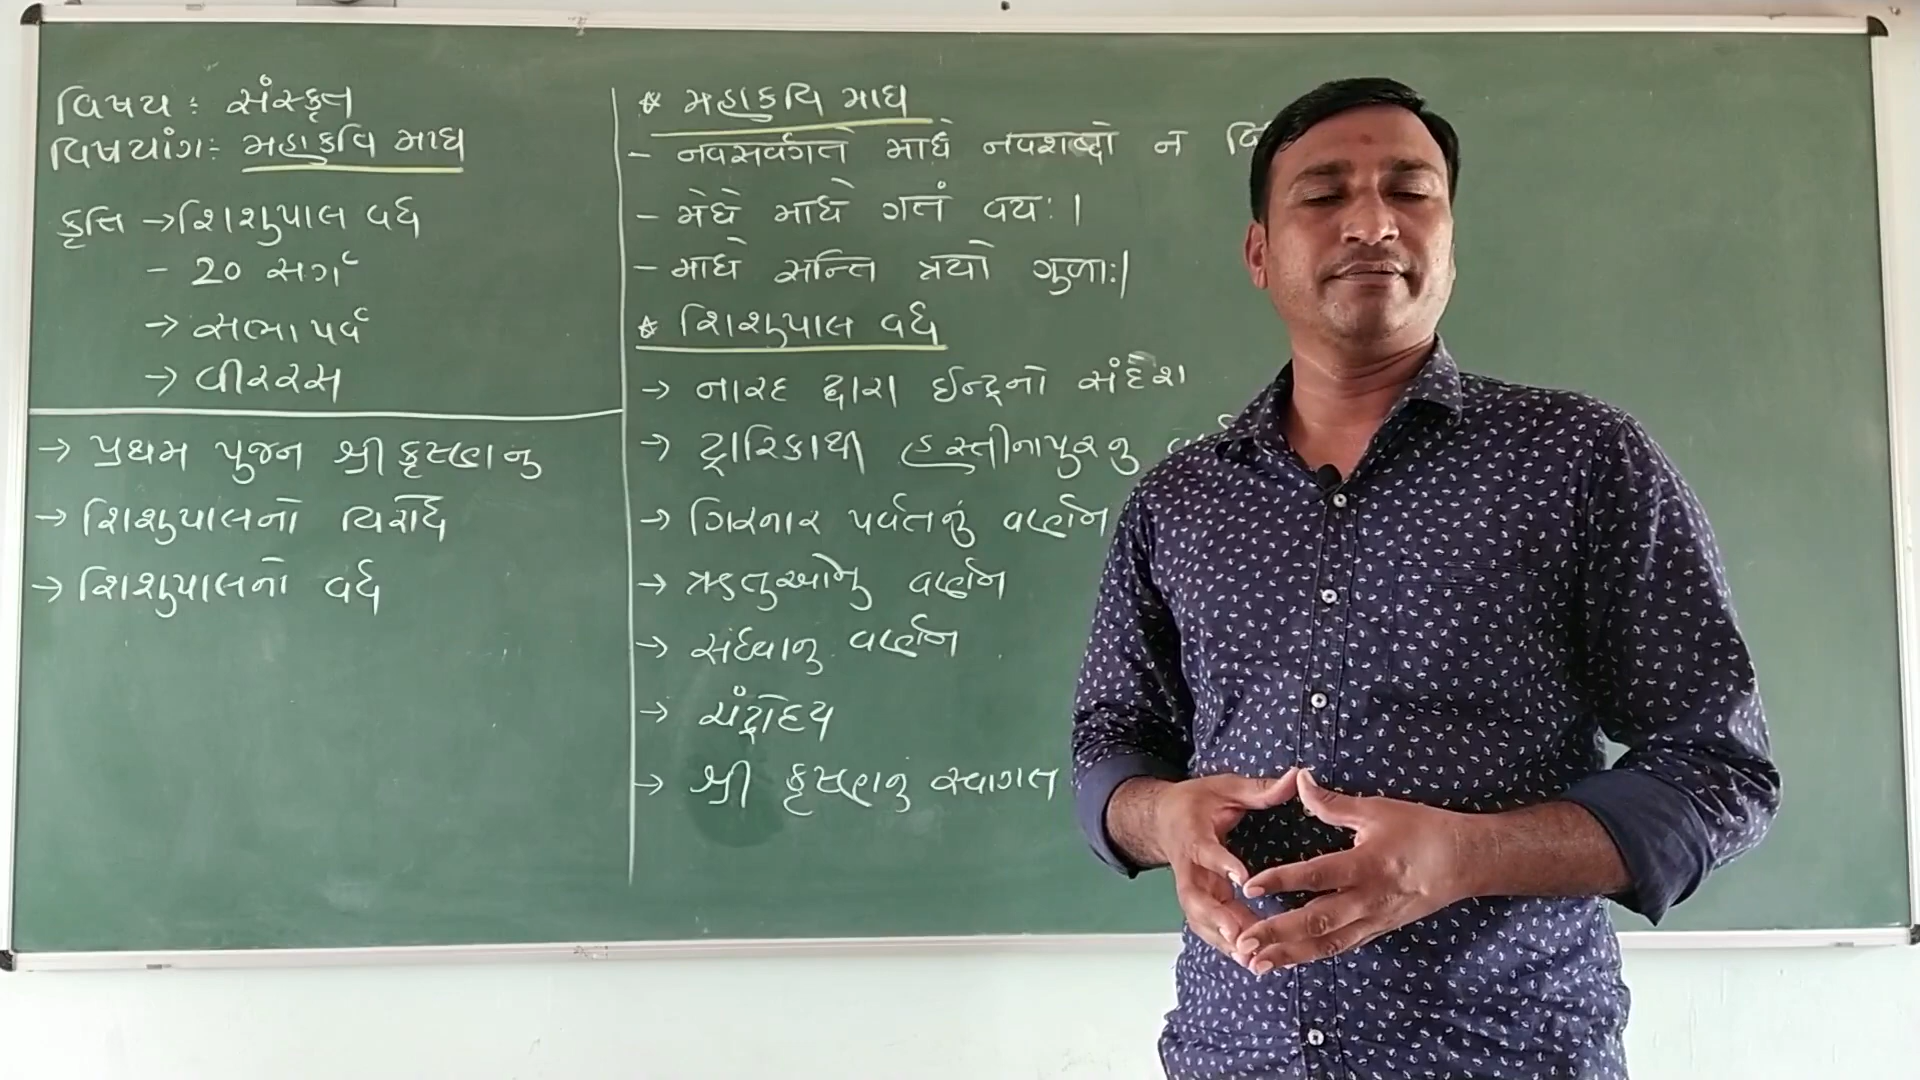 વિષય : સંસ્કૃત
વિષયાંગ: મહાકવિ માઘ
કૃતિ → શિશુપાલ વધ
- 20 સર્ગ
→ સભાપર્વ
→ વીરરસ
→ પ્રથમ પુજન શ્રી કૃષ્ણનુ
→ શિશુપાલનો વિરોધ
→ શિશુપાલનો વધ
* મહાકવિ માઘ
- નવસર્વગતે માઘે નવશબ્દો ન
- મેઘે માઘે ગતં વયઃ।
- માઘે સન્તિ ત્રયો ગુણાઃ|
* શિશુપાલ વધ
→ નારદ દ્વારા ઈન્દ્રનો સંદેશ
→ દ્વારિકાથી હસ્તીનાપુરનુ
→ ગિરનાર પર્વતનું વર્ણન
→ ઋતુઓનુ વર્ણન
→ સંધ્યાનુ વર્ણન
→ ચંદ્રોદય
→ શ્રી કૃષ્ણનું સ્વાગત